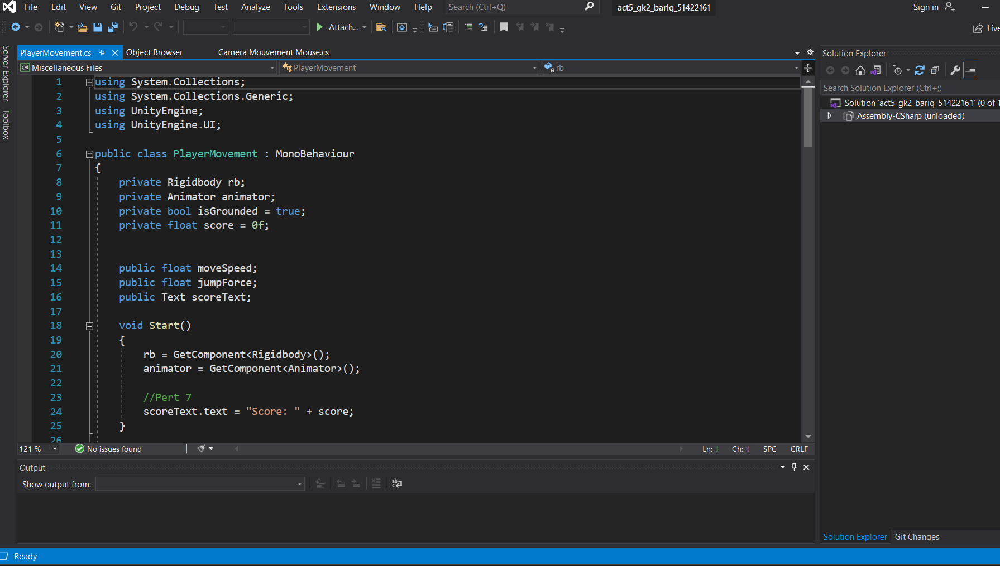 File Edit View Git Project Debug Test Analyze Tools Extensions Window Help Search (Ctrl+Q) act5_gk2_bariq_51422161 Sign in
Attach... Live
Server Explorer
Toolbox
PlayerMovement.cs Object Browser Camera Mouvement Mouse.cs
C# Miscellaneous Files PlayerMovement rb
1 using System.Collections;
2 using System.Collections.Generic;
3 using UnityEngine;
4 using UnityEngine.UI;
5
6 public class PlayerMovement : MonoBehaviour
7 {
8 private Rigidbody rb;
9 private Animator animator;
10 private bool isGrounded = true;
11 private float score = 0f;
12
13
14 public float moveSpeed;
15 public float jumpForce;
16 public Text scoreText;
17
18 void Start()
19 {
20 rb = GetComponent<Rigidbody>();
21 animator = GetComponent<Animator>();
22
23 //Pert 7
24 scoreText.text = "Score: " + score;
25 }
26
121 % No issues found Ln: 1 Ch: 1 SPC CRLF
Output
Show output from:
Solution Explorer
Search Solution Explorer (Ctrl+;)
Solution 'act5_gk2_bariq_51422161' (0 of 1
Assembly-CSharp (unloaded)
Solution Explorer Git Changes
Ready